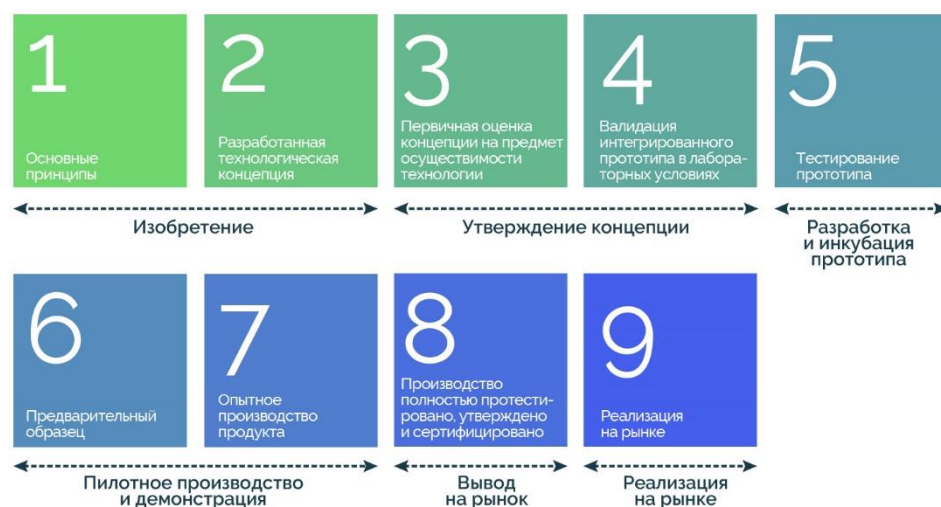 1
Основные
принципы
2
Разработанная
технологическая
концепция
3
Первичная оценка
концепции на предмет
осуществимости
технологии
4
Валидация
интегрированного
прототипа в лабора-
торных условиях
5
Тестирование
прототипа
Изобретение
Утверждение концепции
Разработка
и инкубация
прототипа
6
Предварительный
образец
7
Опытное
производство
продукта
8
Производство
полностью протести-
ровано, утверждено
и сертифицировано
9
Реализация
на рынке
Пилотное производство
и демонстрация
Вывод
на рынок
Реализация
на рынке